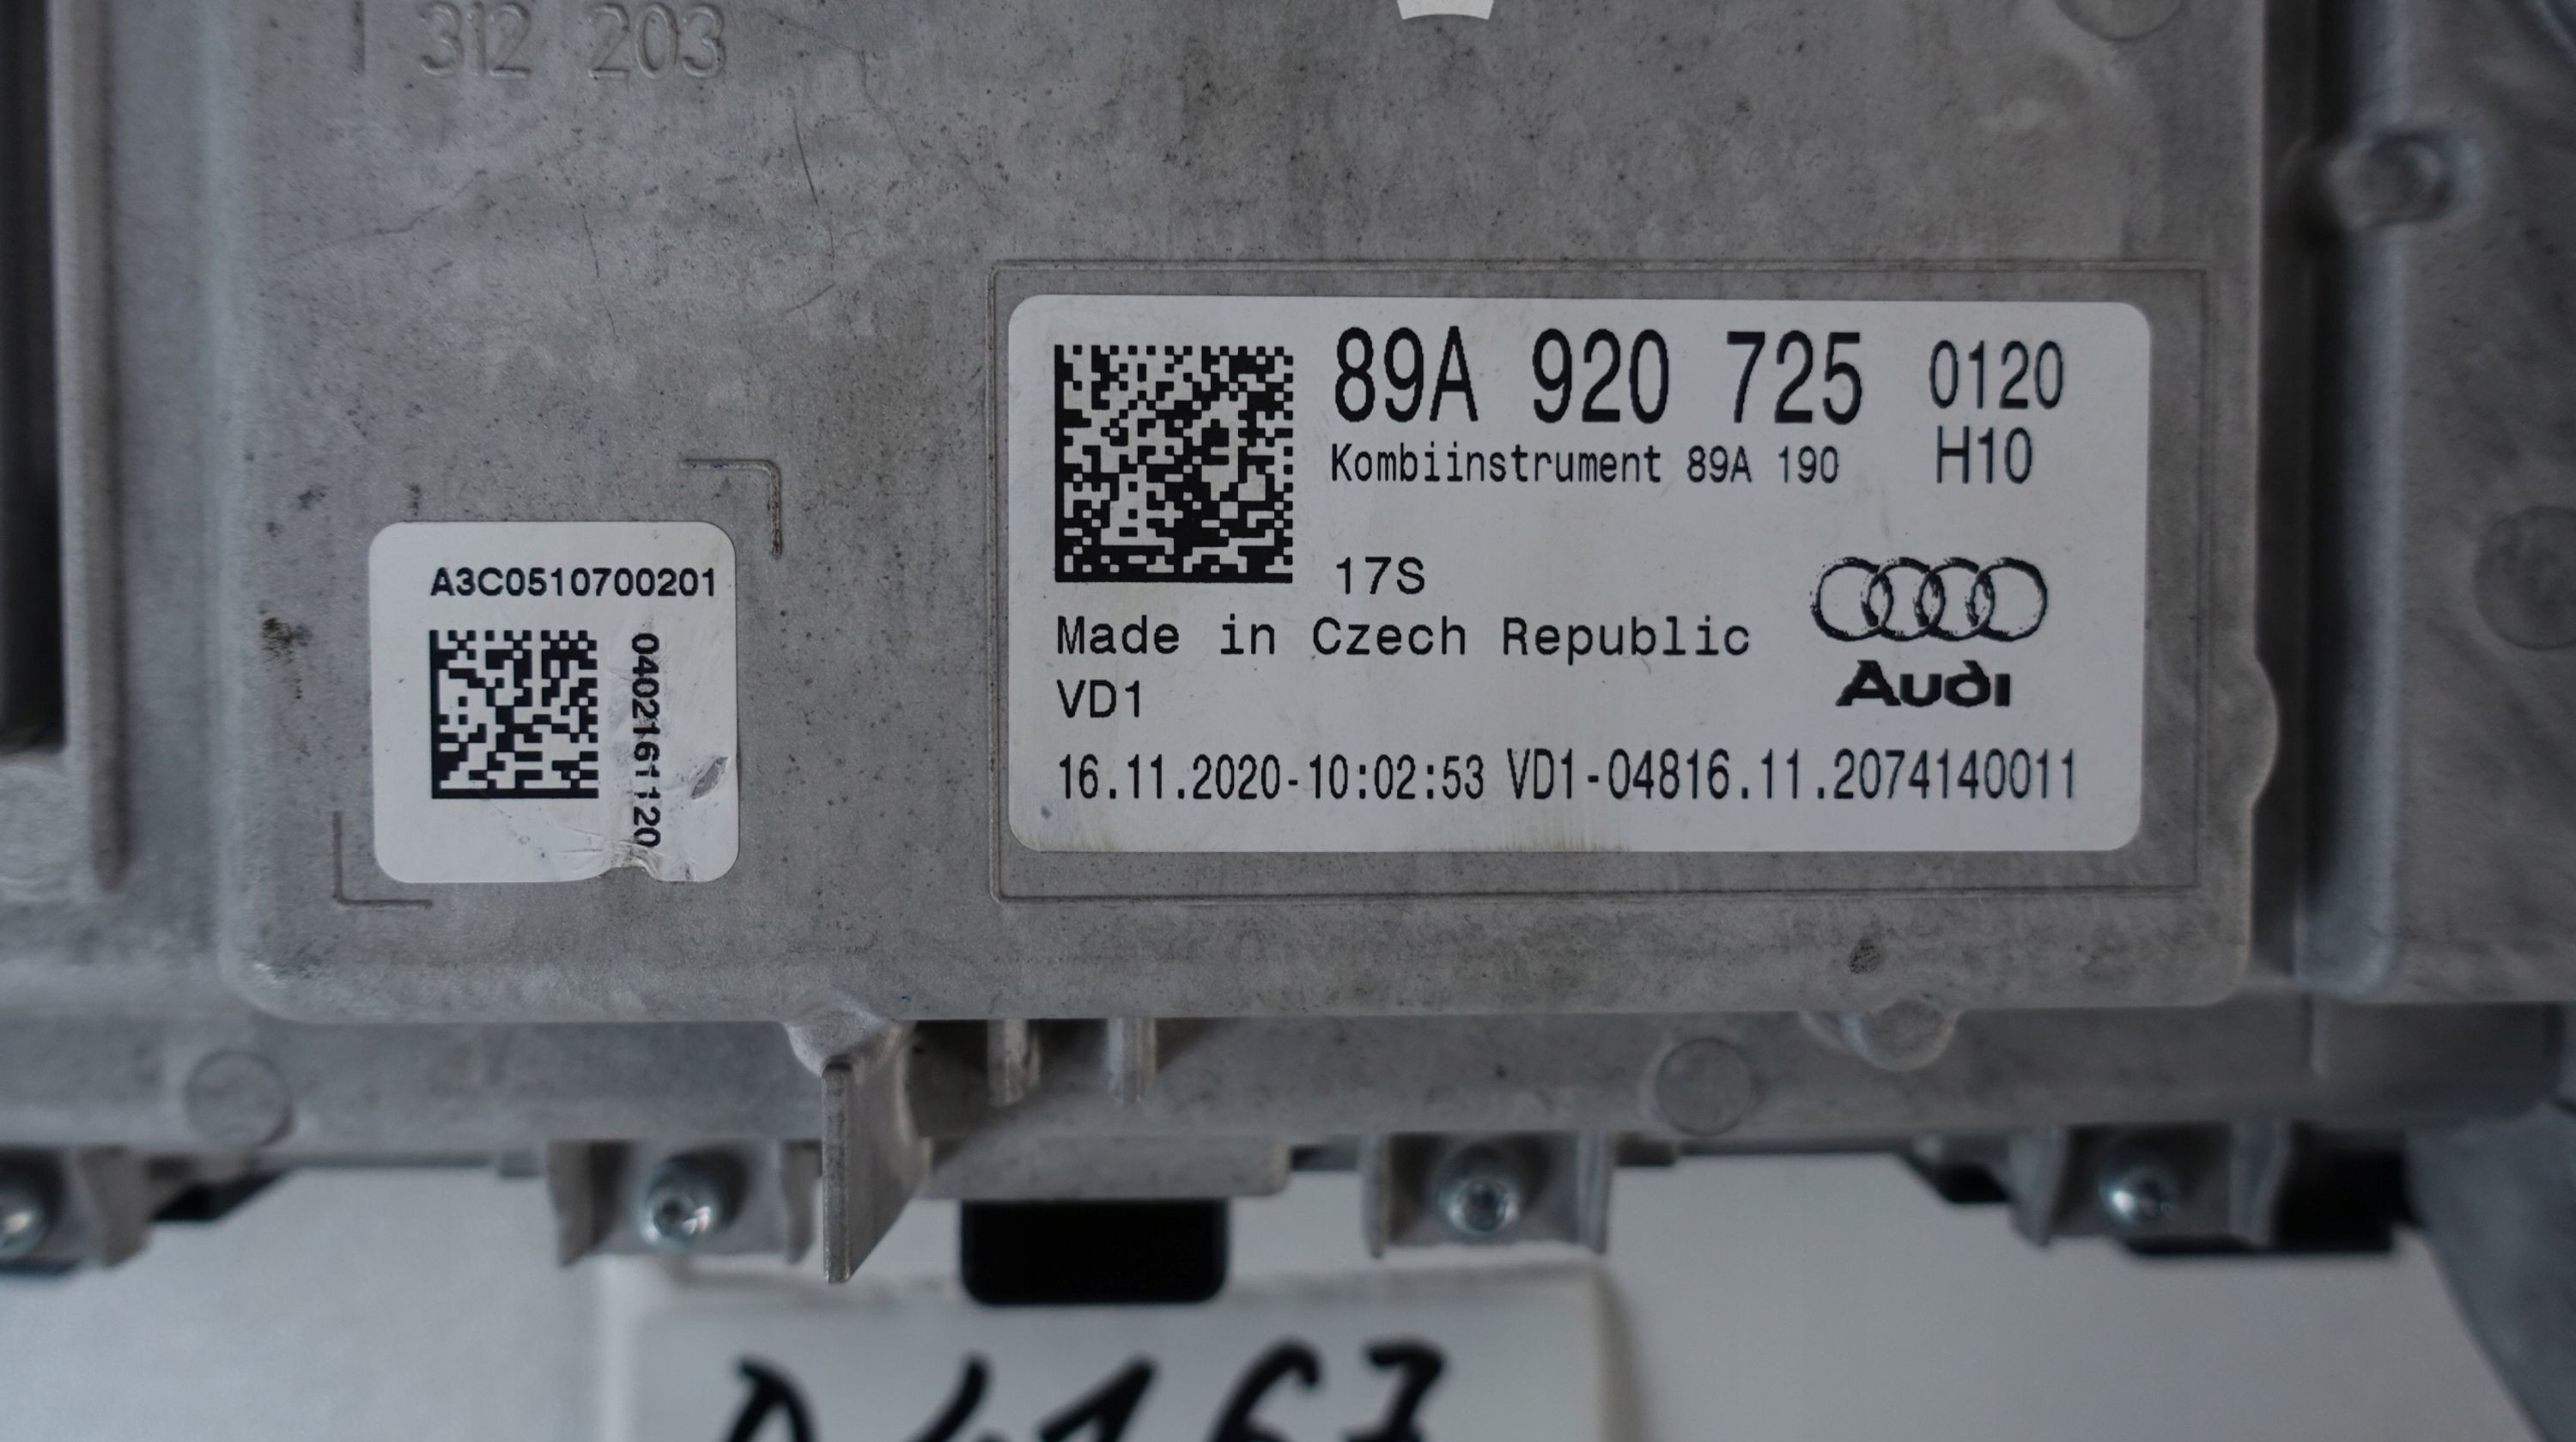 1 312 203
89A 920 725 0120
Kombiinstrument 89A 190 H10
17S
Made in Czech Republic
Audi
VD1
16.11.2020-10:02:53 VD1-04816.11.2074140011
A3C0510700201
0402161120